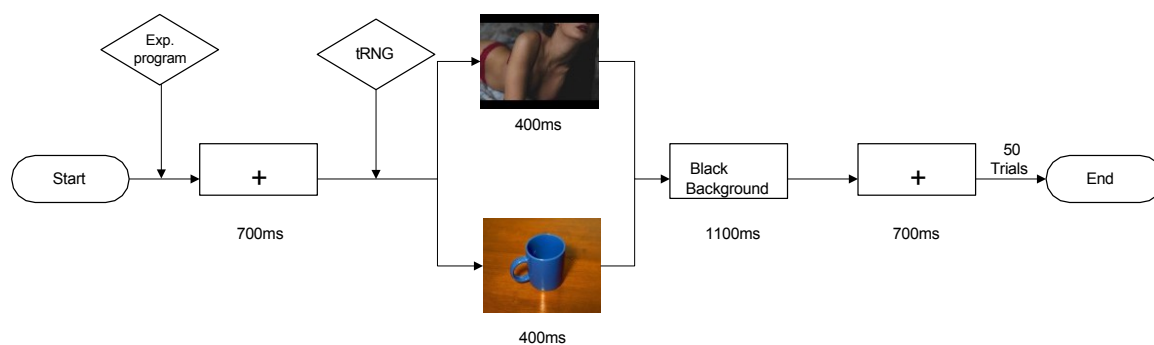 Exp.
program
tRNG
400ms
Start
+
700ms
Black
Background
1100ms
+
700ms
50
Trials
End
400ms